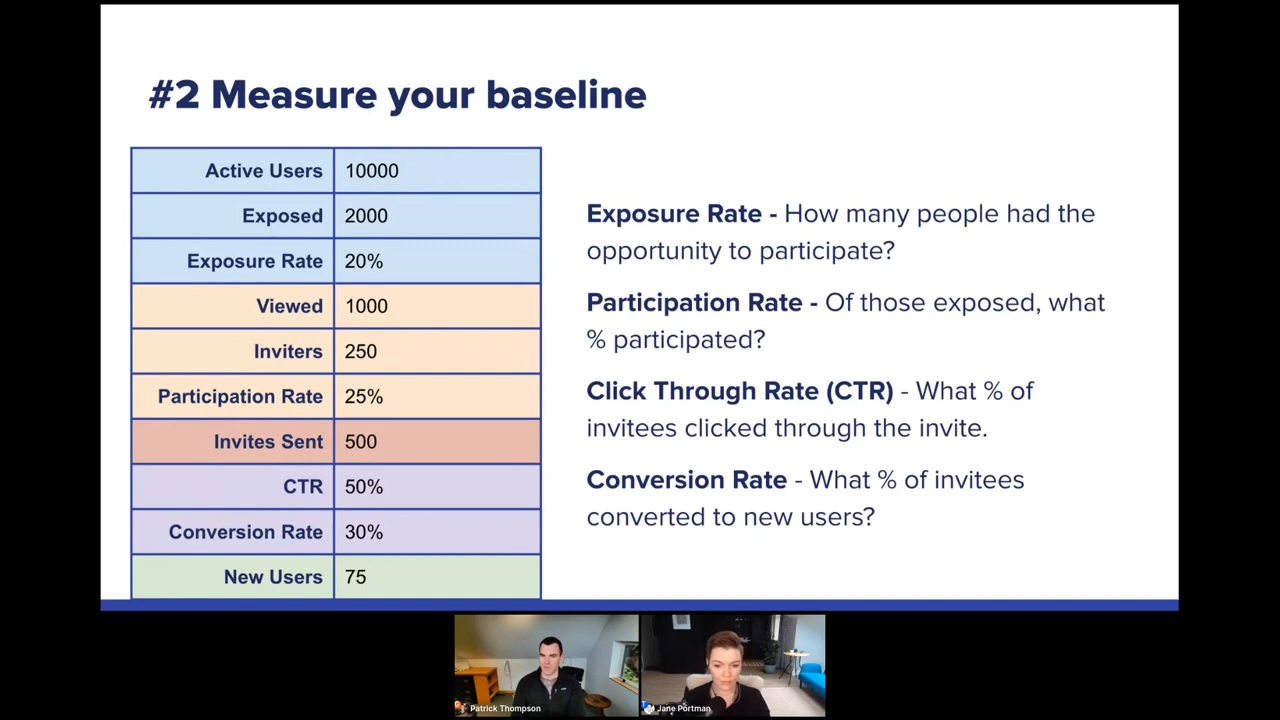 #2 Measure your baseline
Active Users 10000
Exposed 2000
Exposure Rate 20%
Viewed 1000
Inviters 250
Participation Rate 25%
Invites Sent 500
CTR 50%
Conversion Rate 30%
New Users 75
Exposure Rate - How many people had the
opportunity to participate?
Participation Rate - Of those exposed, what
% participated?
Click Through Rate (CTR) - What % of
invitees clicked through the invite.
Conversion Rate - What % of invitees
converted to new users?
Patrick Thompson
Jane Portman